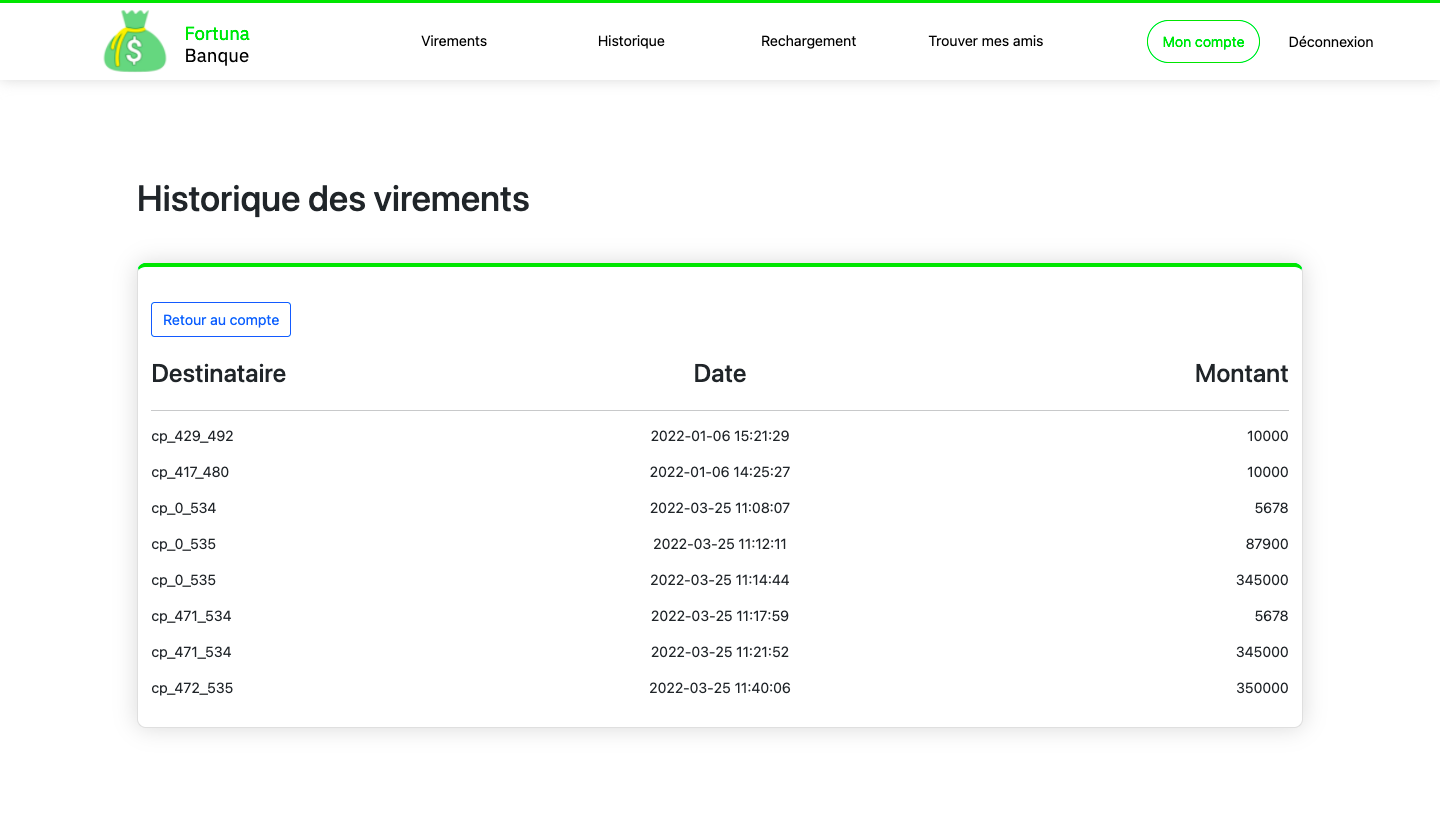 Fortuna
Banque
Virements
Historique
Rechargement
Trouver mes amis
Mon compte
Déconnexion
$
Historique des virements
Retour au compte
Destinataire Date Montant
cp_429_492 2022-01-06 15:21:29 10000
cp_417_480 2022-01-06 14:25:27 10000
cp_0_534 2022-03-25 11:08:07 5678
cp_0_535 2022-03-25 11:12:11 87900
cp_0_535 2022-03-25 11:14:44 345000
cp_471_534 2022-03-25 11:17:59 5678
cp_471_534 2022-03-25 11:21:52 345000
cp_472_535 2022-03-25 11:40:06 350000